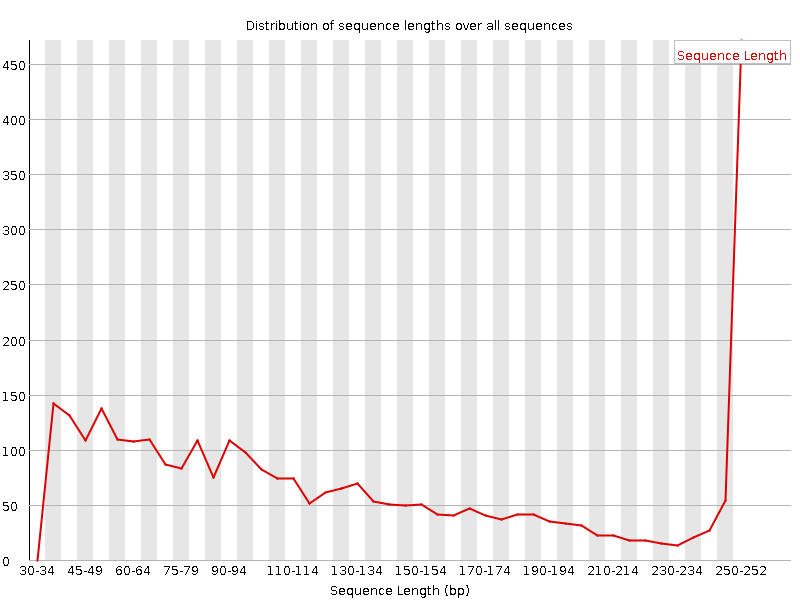 Distribution of sequence lengths over all sequences
Sequence Length
450
400
350
300
250
200
150
100
50
0
30-34 45-49 60-64 75-79 90-94 110-114 130-134 150-154 170-174 190-194 210-214 230-234 250-252
Sequence Length (bp)